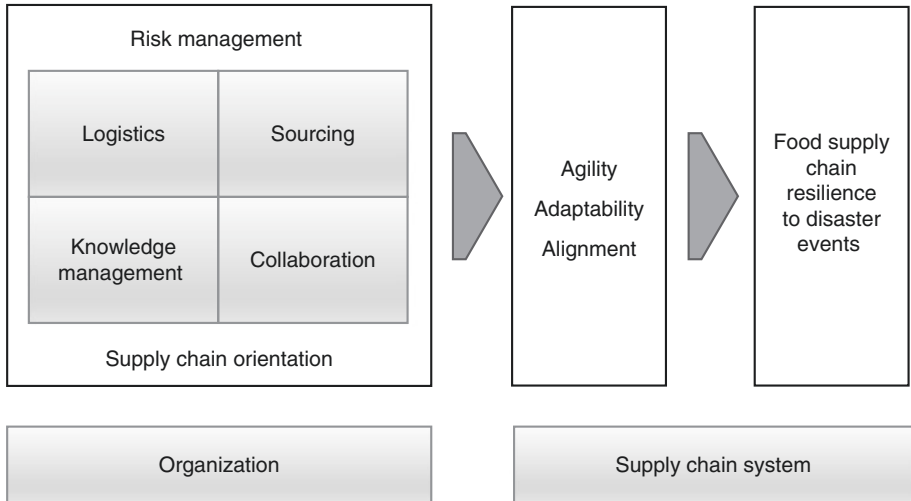 Risk management
Logistics
Sourcing
Knowledge
management
Collaboration
Supply chain orientation
Agility
Adaptability
Alignment
Food supply
chain
resilience
to disaster
events
Organization
Supply chain system